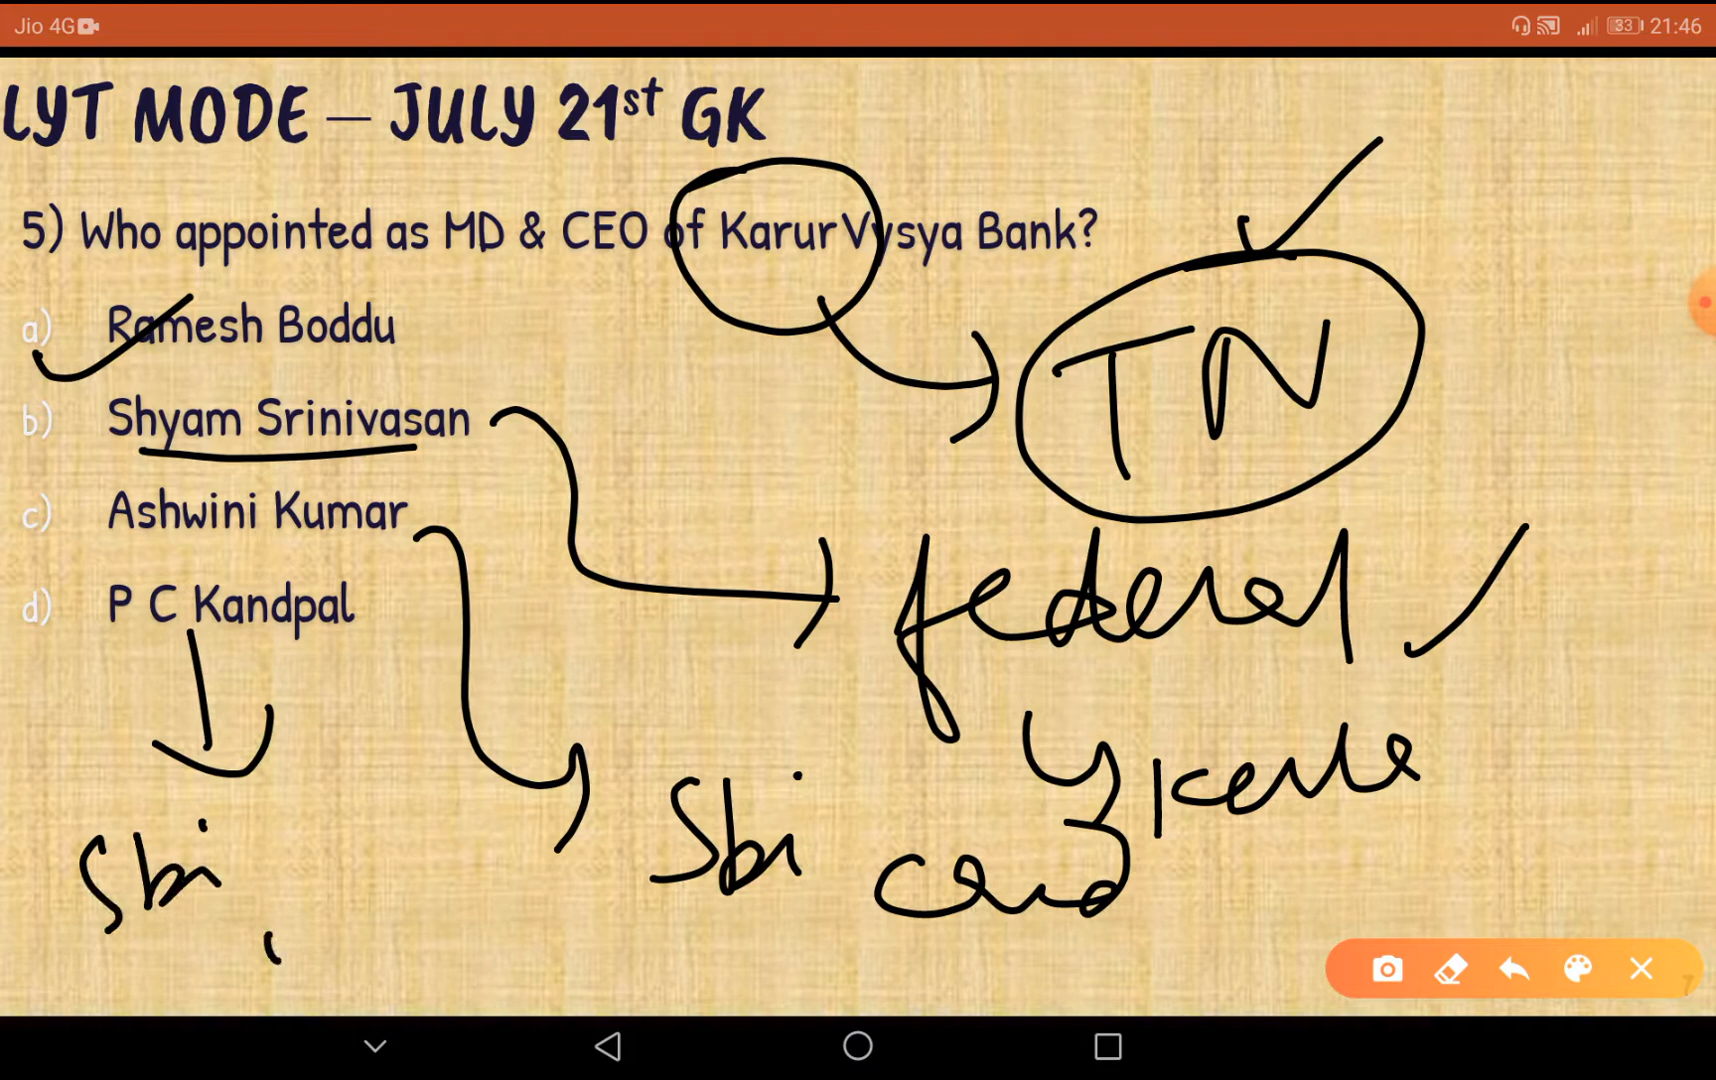 Jio 4G 33 21:46
LYT MODE – JULY 21st GK
5) Who appointed as MD & CEO of Karur Vysya Bank?
a) Ramesh Boddu
TN
b) Shyam Srinivasan
c) Ashwini Kumar
federal
d) P C Kandpal
Sbi
Sbi card
7